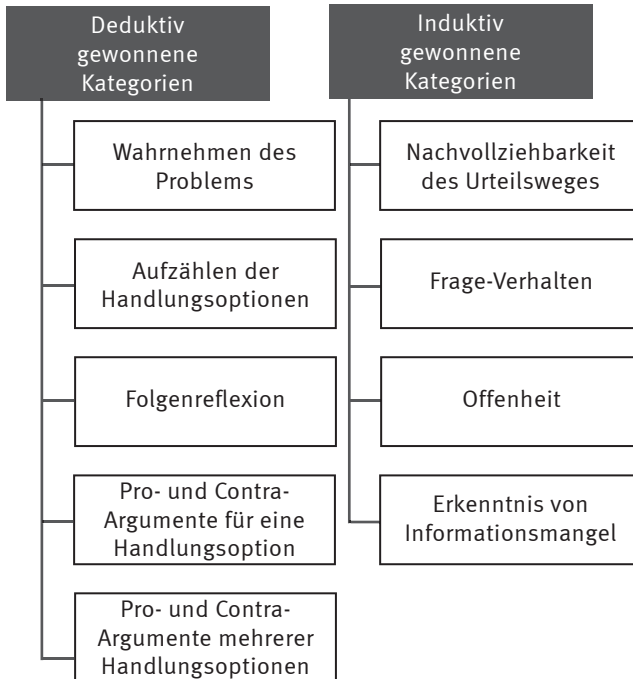 Deduktiv
gewonnene
Kategorien
Wahrnehmen des
Problems
Aufzählen der
Handlungsoptionen
Folgenreflexion
Pro- und Contra-
Argumente für eine
Handlungsoption
Pro- und Contra-
Argumente mehrerer
Handlungsoptionen
Induktiv
gewonnene
Kategorien
Nachvollziehbarkeit
des Urteilsweges
Frage-Verhalten
Offenheit
Erkenntnis von
Informationsmangel